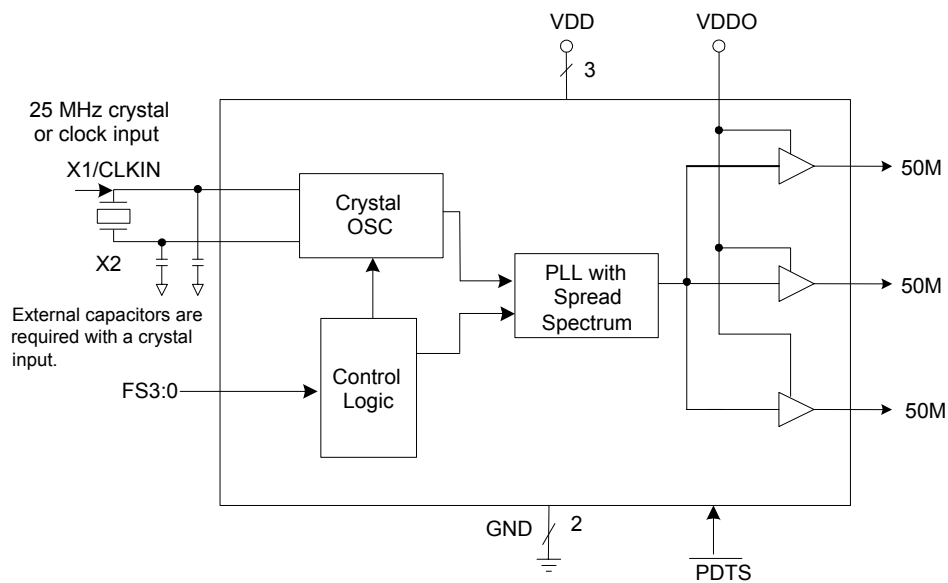 VDD
VDDO
3
25 MHz crystal
or clock input
X1/CLKIN
X2
External capacitors are
required with a crystal
input.
FS3:0
Crystal
OSC
Control
Logic
PLL with
Spread
Spectrum
50M
50M
50M
GND
2
PDTS